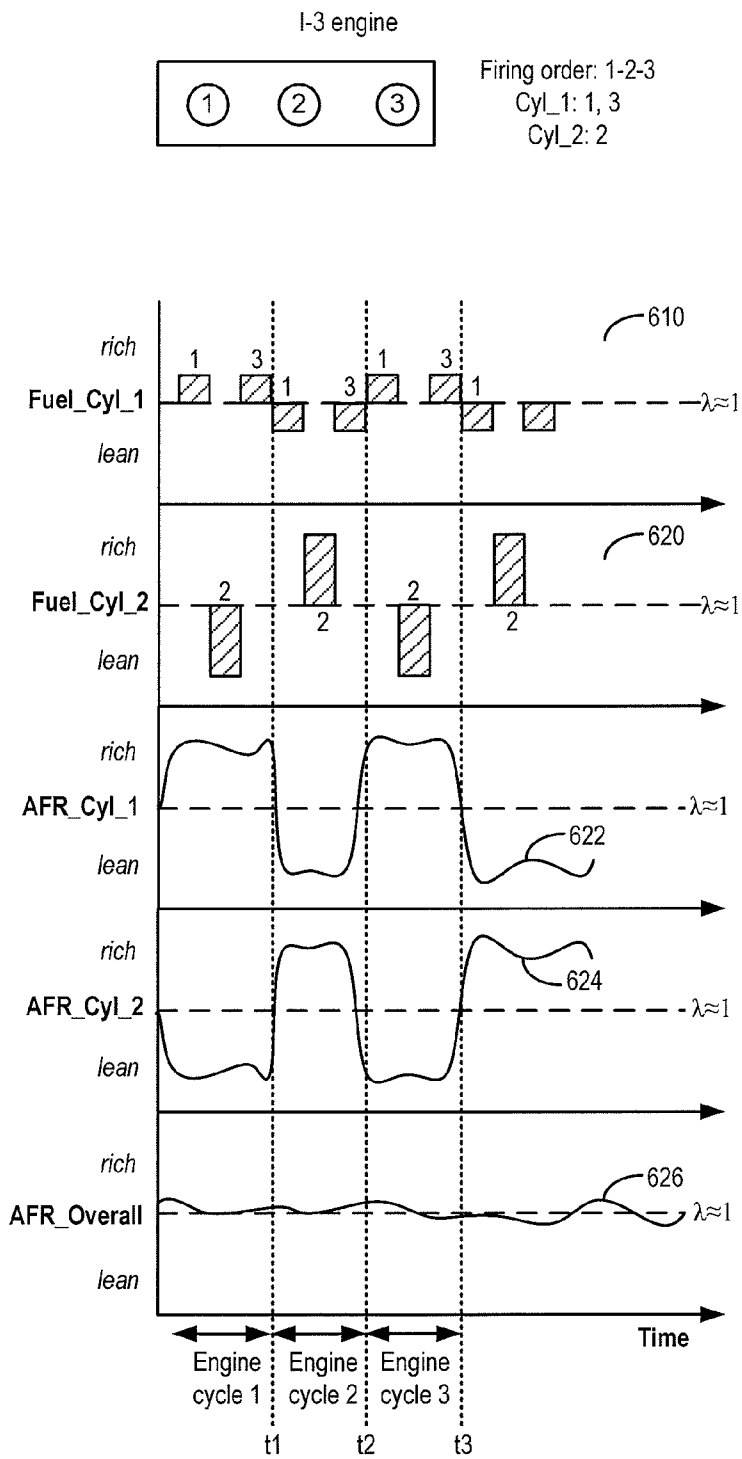 I-3 engine
1 2 3
Firing order: 1-2-3
Cyl_1: 1, 3
Cyl_2: 2
rich
610
1 3 1 3
Fuel_Cyl_1
1 3 1
λ≈1
lean
rich
620
Fuel_Cyl_2
2 2
λ≈1
2 2
lean
rich
AFR_Cyl_1
λ≈1
622
lean
rich
624
AFR_Cyl_2
λ≈1
lean
rich
626
AFR_Overall
λ≈1
lean
Time
Engine cycle 1
Engine cycle 2
Engine cycle 3
t1 t2 t3